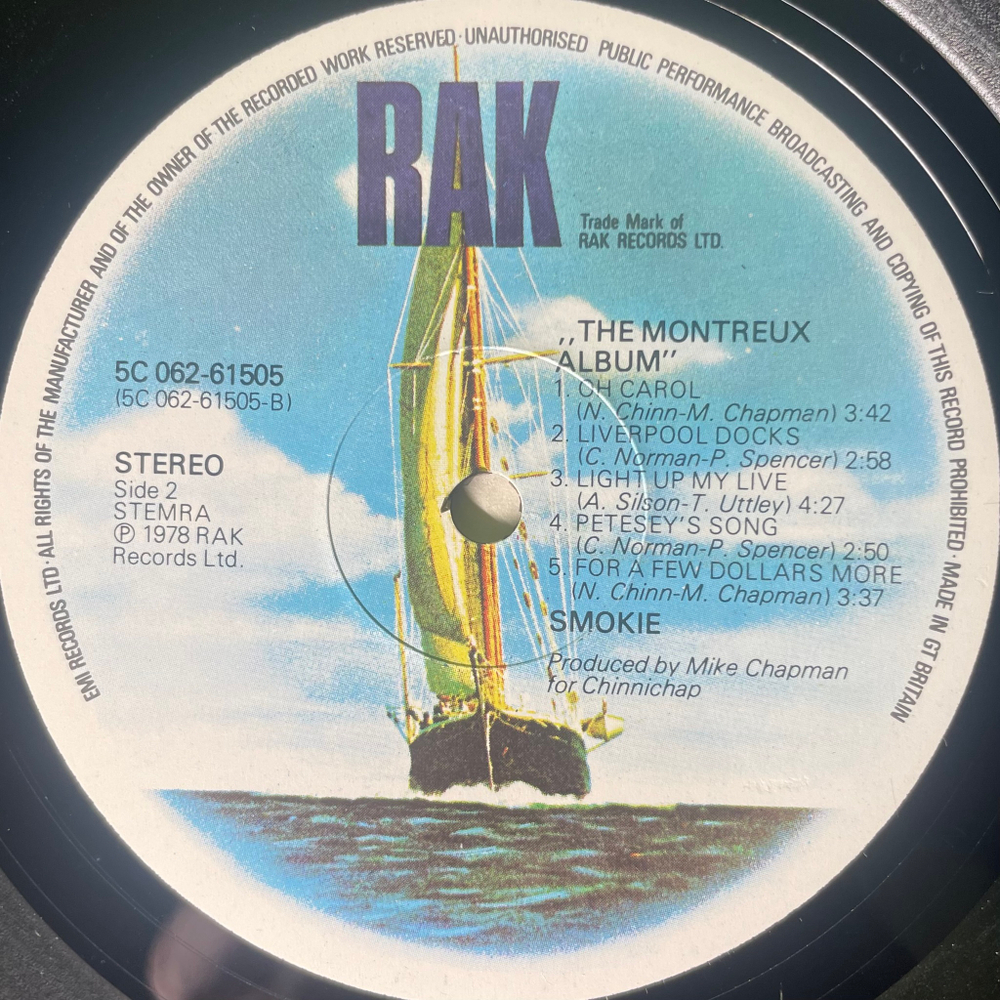 EMI RECORDS LTD · ALL RIGHTS OF THE MANUFACTURER AND OF THE OWNER OF THE RECORDED WORK RESERVED · UNAUTHORISED PUBLIC PERFORMANCE BROADCASTING AND COPYING OF THIS RECORD PROHIBITED · MADE IN GT BRITAIN
RAK
Trade Mark of
RAK RECORDS LTD.
5C 062-61505
(5C 062-61505-B)
STEREO
Side 2
STEMRA
℗ 1978 RAK
Records Ltd.
,,THE MONTREUX
ALBUM”
1. OH CAROL
(N. Chinn-M. Chapman) 3:42
2. LIVERPOOL DOCKS
(C. Norman-P. Spencer) 2:58
3. LIGHT UP MY LIVE
(A. Silson-T. Uttley) 4:27
4. PETESEY'S SONG
(C. Norman-P. Spencer) 2:50
5. FOR A FEW DOLLARS MORE
(N. Chinn-M. Chapman) 3:37
SMOKIE
Produced by Mike Chapman
for Chinnichap